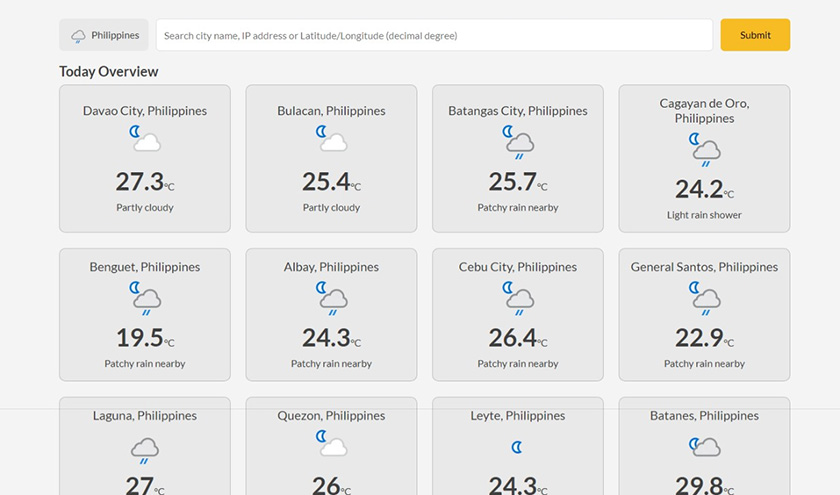 Philippines
Search city name, IP address or Latitude/Longitude (decimal degree)
Submit
Today Overview
Davao City, Philippines
27.3°C
Partly cloudy
Bulacan, Philippines
25.4°C
Partly cloudy
Batangas City, Philippines
25.7°C
Patchy rain nearby
Cagayan de Oro,
Philippines
24.2°C
Light rain shower
Benguet, Philippines
19.5°C
Patchy rain nearby
Albay, Philippines
24.3°C
Patchy rain nearby
Cebu City, Philippines
26.4°C
Patchy rain nearby
General Santos, Philippines
22.9°C
Patchy rain nearby
Laguna, Philippines
27°C
Quezon, Philippines
26°C
Leyte, Philippines
24.3°C
Batanes, Philippines
29.8°C